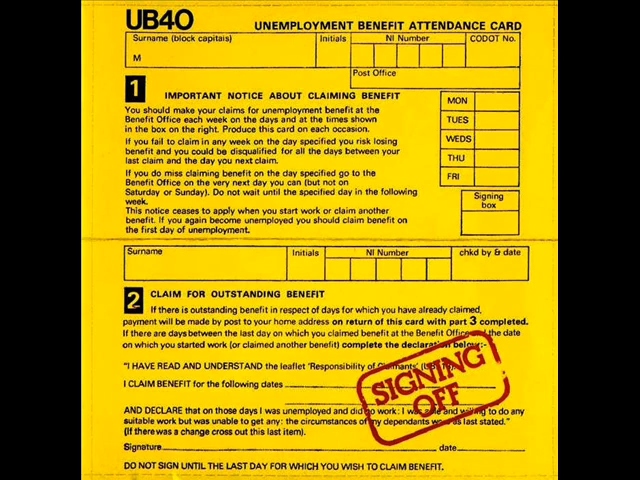 UB40 UNEMPLOYMENT BENEFIT ATTENDANCE CARD
Surname (block capitals) Initials NI Number CODOT No.
M
Post Office
1 IMPORTANT NOTICE ABOUT CLAIMING BENEFIT
You should make your claims for unemployment benefit at the
Benefit Office each week on the days and at the times shown
in the box on the right. Produce this card on each occasion.
If you fail to claim in any week on the day specified you risk losing
benefit and you could be disqualified for all the days between your
last claim and the day you next claim.
If you do miss claiming benefit on the day specified go to the
Benefit Office on the very next day you can (but not on
Saturday or Sunday). Do not wait until the specified day in the following
week.
This notice ceases to apply when you start work or claim another
benefit. If you again become unemployed you should claim benefit on
the first day of unemployment.
MON
TUES
WEDS
THU
FRI
Signing
box
Surname Initials NI Number chkd by & date
2 CLAIM FOR OUTSTANDING BENEFIT
If there is outstanding benefit in respect of days for which you have already claimed,
payment will be made by post to your home address on return of this card with part 3 completed.
If there are days between the last day on which you claimed benefit at the Benefit Office and the date
on which you started work (or claimed another benefit) complete the declaration below:-
"I HAVE READ AND UNDERSTAND the leaflet 'Responsibility of Claimants'
I CLAIM BENEFIT for the following dates
AND DECLARE that on those days I was unemployed and did no work: I was able and willing to do any
suitable work but was unable to get any: the circumstances of my dependants were as last stated."
(If there was a change cross out this last item).
Signature date
DO NOT SIGN UNTIL THE LAST DAY FOR WHICH YOU WISH TO CLAIM BENEFIT.
SIGNING
OFF